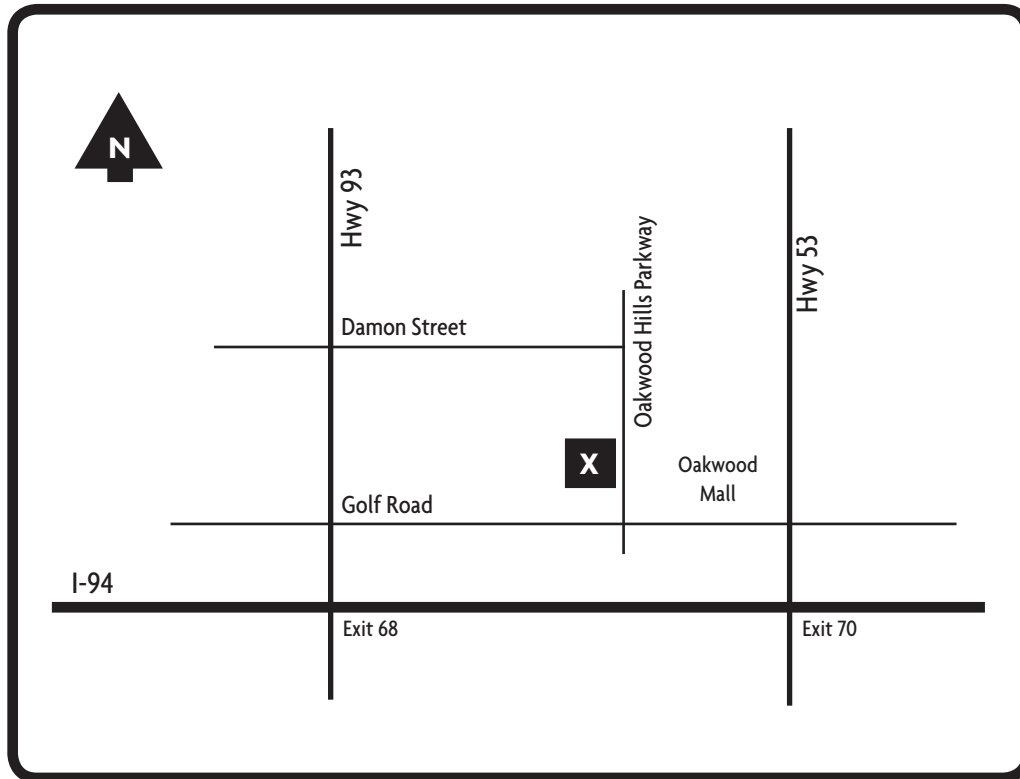 N
Hwy 93
Oakwood Hills Parkway
Hwy 53
Damon Street
X
Oakwood
Mall
Golf Road
I-94
Exit 68
Exit 70